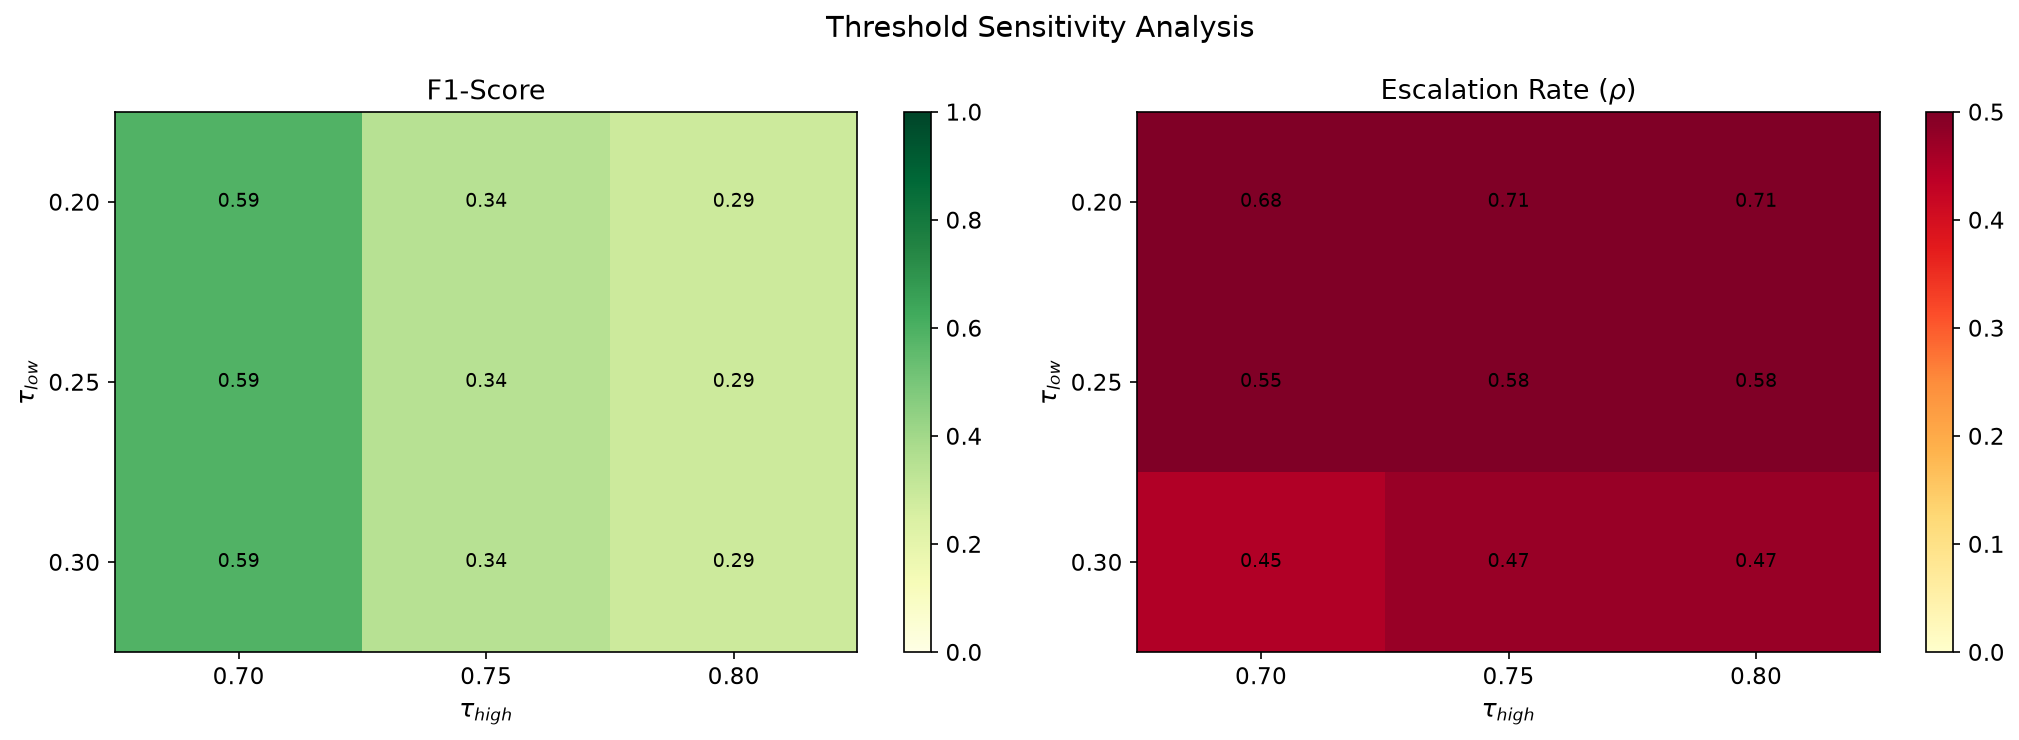 Threshold Sensitivity Analysis
F1-Score
0.20
0.25
0.30
τlow
0.59 0.34 0.29
0.59 0.34 0.29
0.59 0.34 0.29
0.70 0.75 0.80
τhigh
1.0
0.8
0.6
0.4
0.2
0.0
Escalation Rate (ρ)
0.20
0.25
0.30
τlow
0.68 0.71 0.71
0.55 0.58 0.58
0.45 0.47 0.47
0.70 0.75 0.80
τhigh
0.5
0.4
0.3
0.2
0.1
0.0